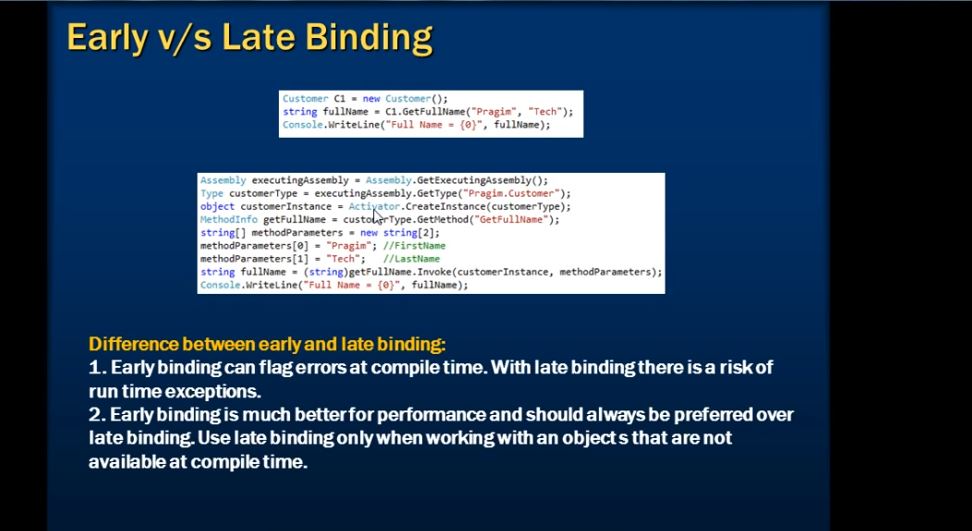 Early v/s Late Binding
Customer C1 = new Customer();
string fullName = C1.GetFullName("Pragim", "Tech");
Console.WriteLine("Full Name = {0}", fullName);
Assembly executingAssembly = Assembly.GetExecutingAssembly();
Type customerType = executingAssembly.GetType("Pragim.Customer");
object customerInstance = Activator.CreateInstance(customerType);
MethodInfo getFullName = customerType.GetMethod("GetFullName");
string[] methodParameters = new string[2];
methodParameters[0] = "Pragim"; //FirstName
methodParameters[1] = "Tech"; //LastName
string fullName = (string)getFullName.Invoke(customerInstance, methodParameters);
Console.WriteLine("Full Name = {0}", fullName);
Difference between early and late binding:
1. Early binding can flag errors at compile time. With late binding there is a risk of
run time exceptions.
2. Early binding is much better for performance and should always be preferred over
late binding. Use late binding only when working with an objects that are not
available at compile time.